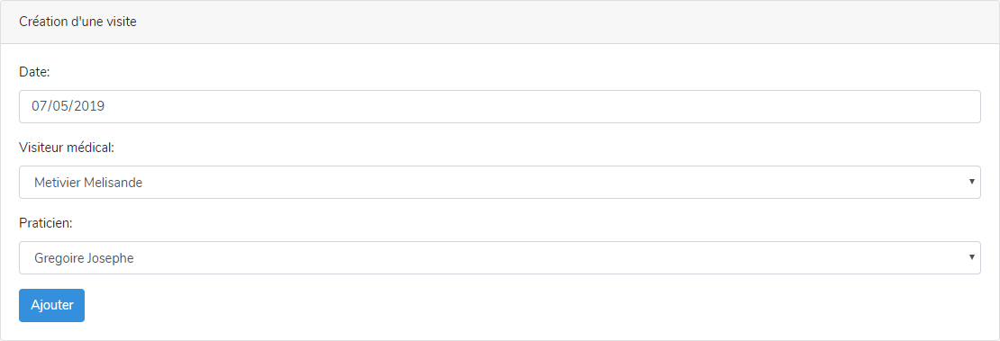 Création d'une visite
Date:
07/05/2019
Visiteur médical:
Metivier Melisande
Praticien:
Gregoire Josephe
Ajouter